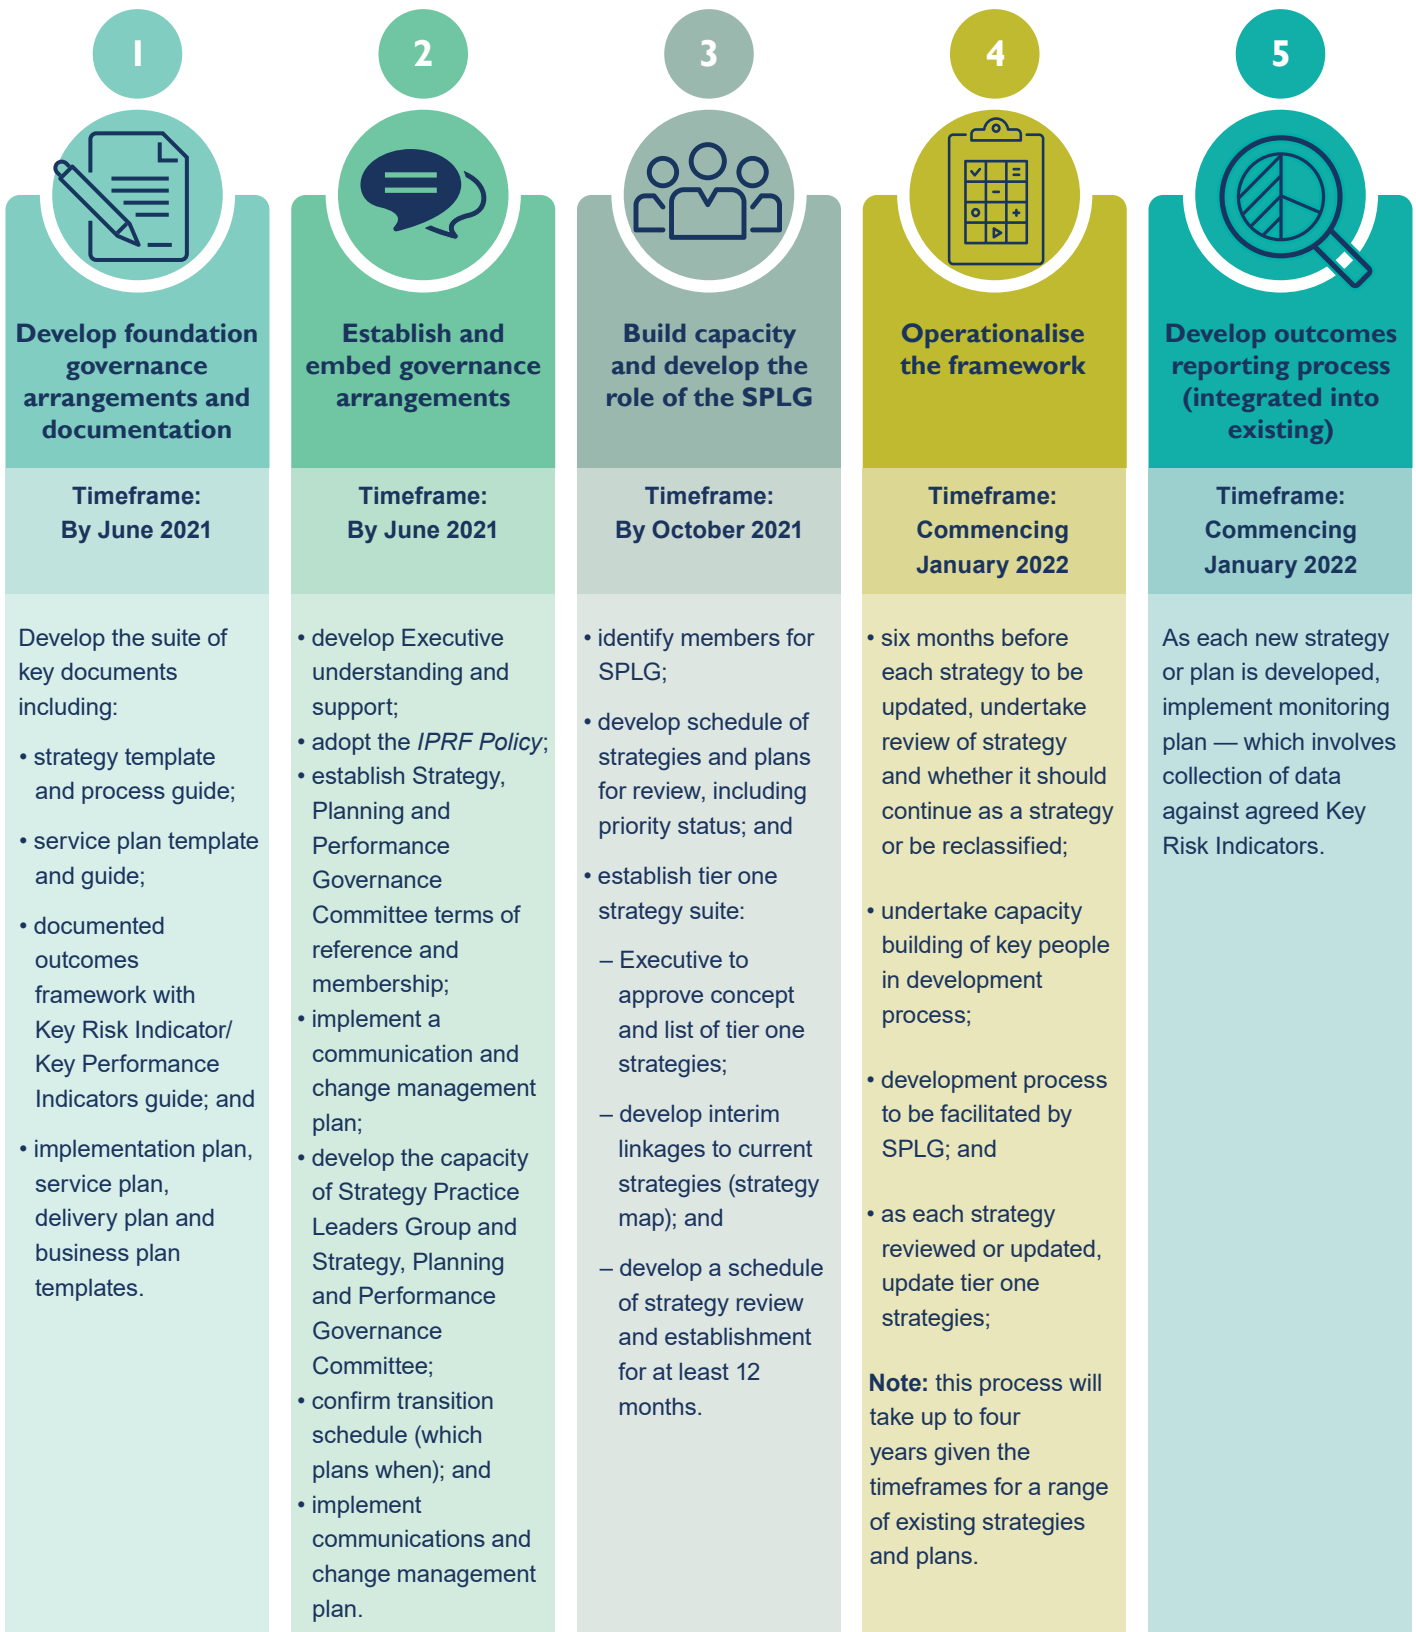 1
Develop foundation
governance
arrangements and
documentation
Timeframe:
By June 2021
Develop the suite of
key documents
including:
• strategy template
and process guide;
• service plan template
and guide;
• documented
outcomes
framework with
Key Risk Indicator/
Key Performance
Indicators guide; and
• implementation plan,
service plan,
delivery plan and
business plan
templates.
2
Establish and
embed governance
arrangements
Timeframe:
By June 2021
• develop Executive
understanding and
support;
• adopt the IPRF Policy;
• establish Strategy,
Planning and
Performance
Governance
Committee terms of
reference and
membership;
• implement a
communication and
change management
plan;
• develop the capacity
of Strategy Practice
Leaders Group and
Strategy, Planning
and Performance
Governance
Committee;
• confirm transition
schedule (which
plans when); and
• implement
communications and
change management
plan.
3
Build capacity
and develop the
role of the SPLG
Timeframe:
By October 2021
• identify members for
SPLG;
• develop schedule of
strategies and plans
for review, including
priority status; and
• establish tier one
strategy suite:
– Executive to
approve concept
and list of tier one
strategies;
– develop interim
linkages to current
strategies (strategy
map); and
– develop a schedule
of strategy review
and establishment
for at least 12
months.
4
Operationalise
the framework
Timeframe:
Commencing
January 2022
• six months before
each strategy to be
updated, undertake
review of strategy
and whether it should
continue as a strategy
or be reclassified;
• undertake capacity
building of key people
in development
process;
• development process
to be facilitated by
SPLG; and
• as each strategy
reviewed or updated,
update tier one
strategies;
Note: this process will
take up to four
years given the
timeframes for a range
of existing strategies
and plans.
5
Develop outcomes
reporting process
(integrated into
existing)
Timeframe:
Commencing
January 2022
As each new strategy
or plan is developed,
implement monitoring
plan — which involves
collection of data
against agreed Key
Risk Indicators.